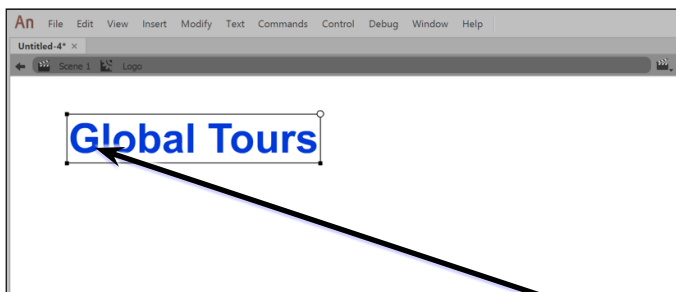 An File Edit View Insert Modify Text Commands Control Debug Window Help
Untitled-4* ×
Scene 1 Logo
Global Tours